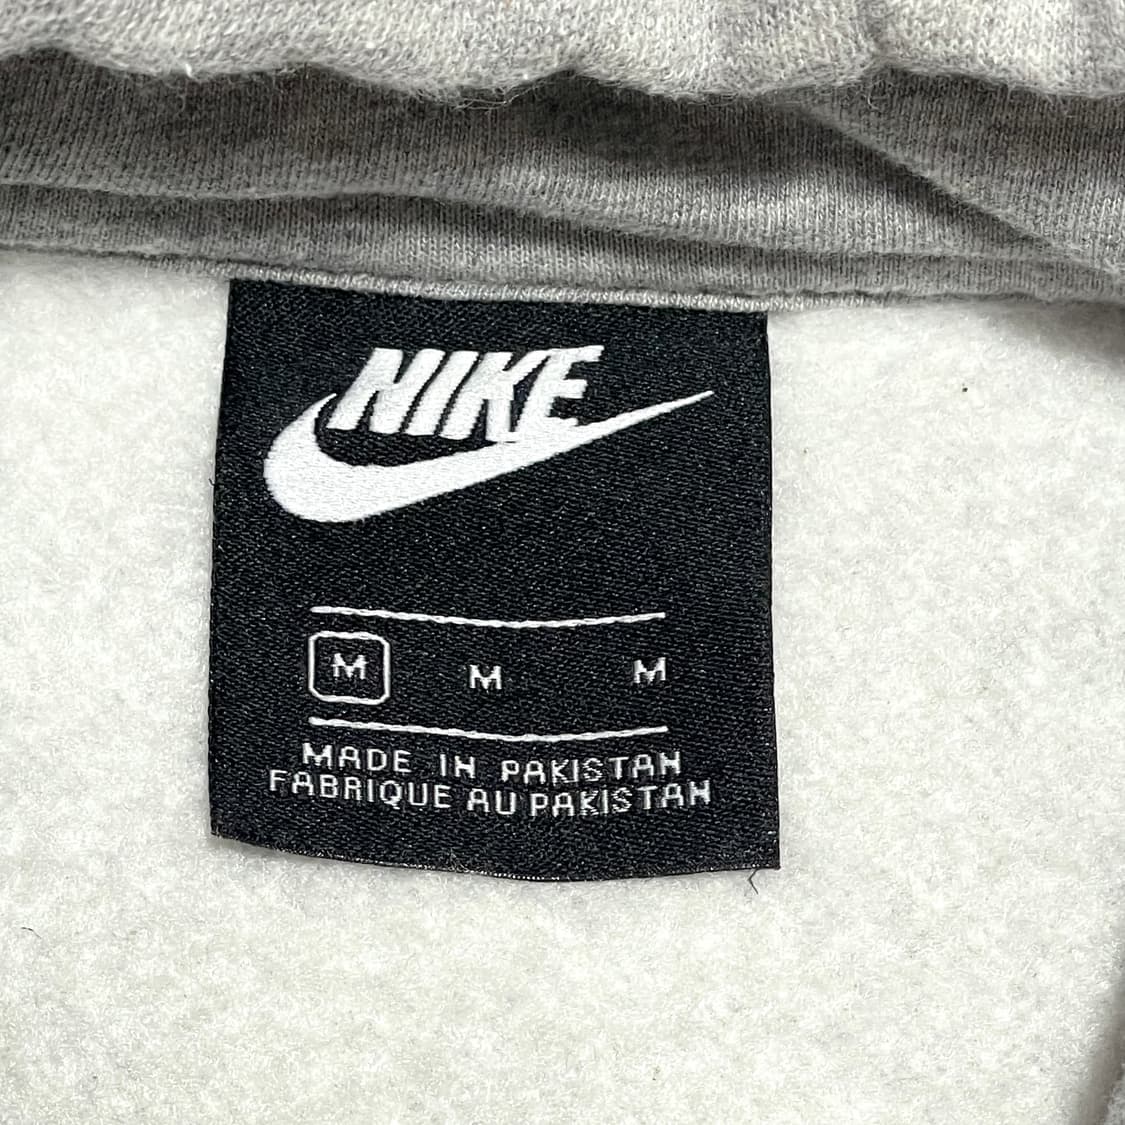 NIKE
M M M
MADE IN PAKISTAN
FABRIQUE AU PAKISTAN